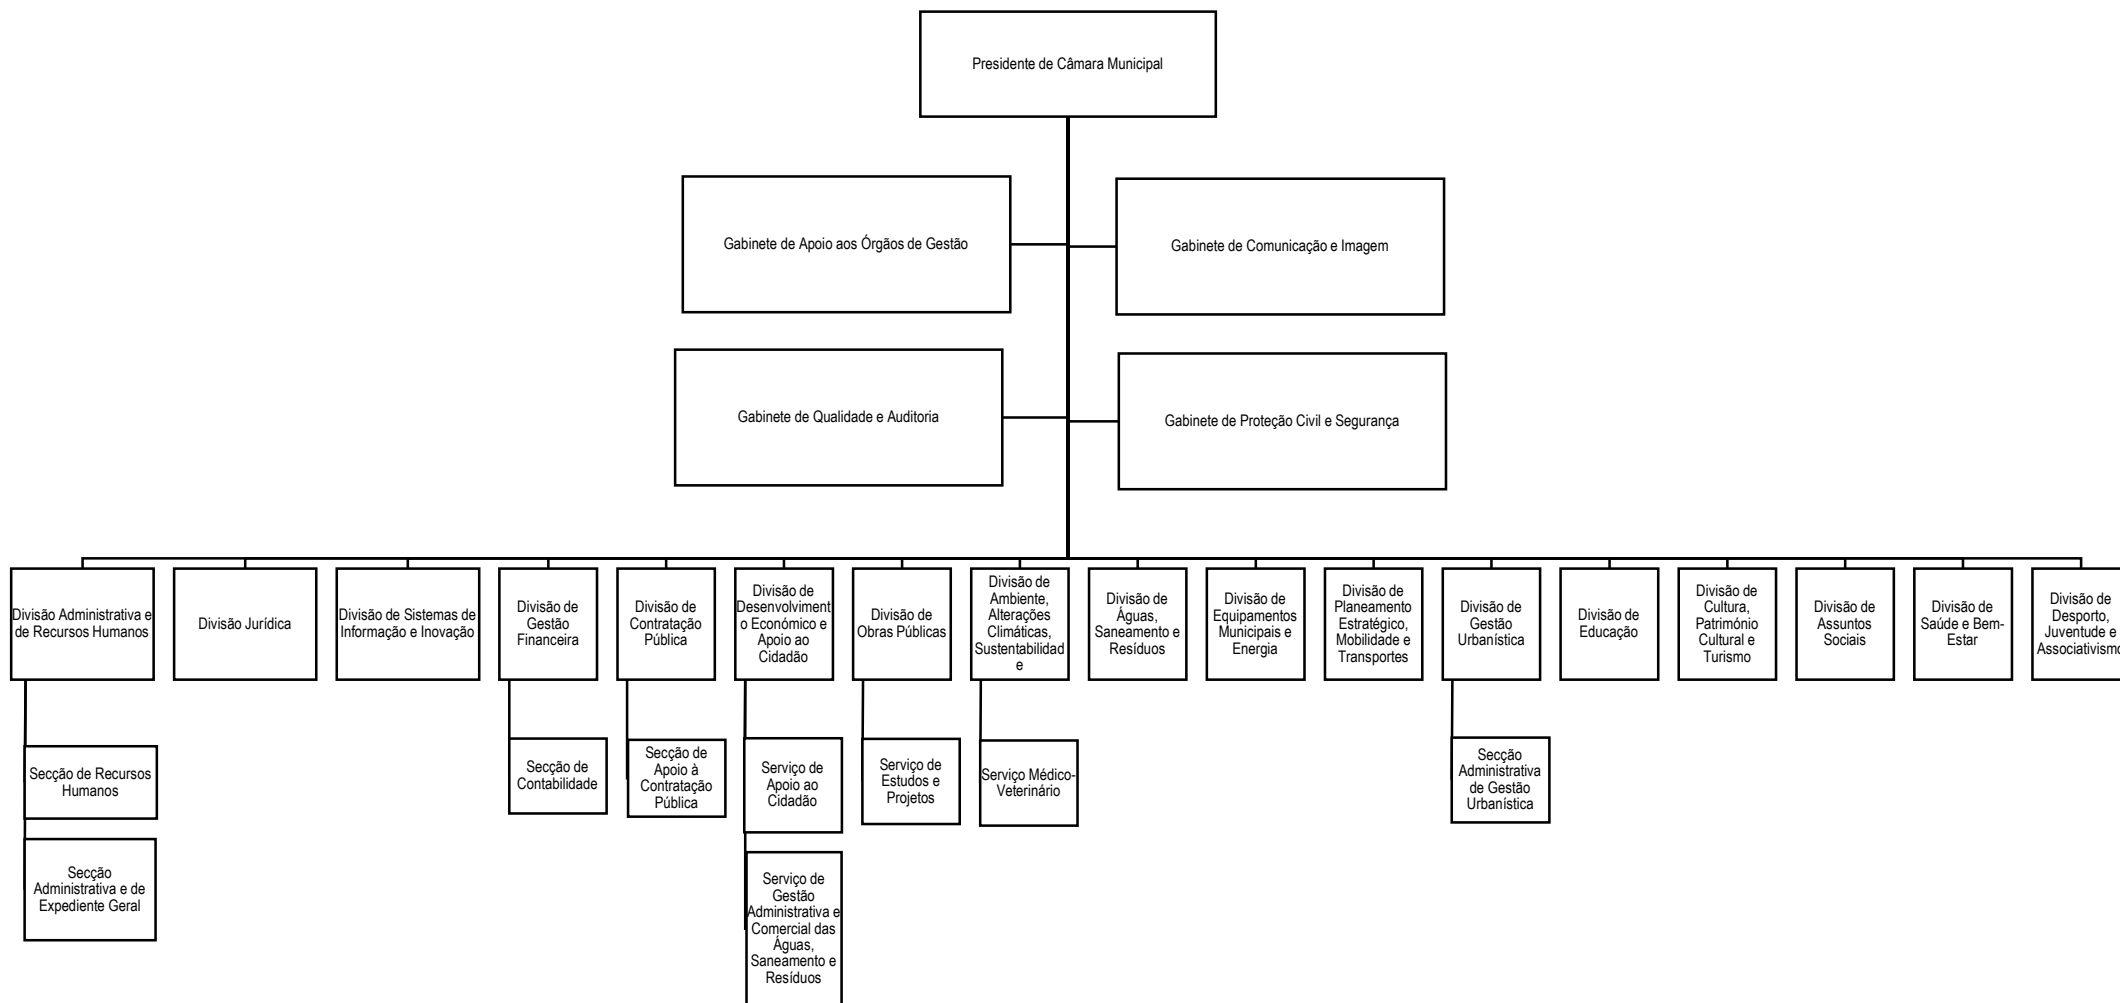 Presidente de Câmara Municipal
Gabinete de Apoio aos Órgãos de Gestão
Gabinete de Comunicação e Imagem
Gabinete de Qualidade e Auditoria
Gabinete de Proteção Civil e Segurança
Divisão Administrativa e
de Recursos Humanos
Divisão Jurídica
Divisão de Sistemas de
Informação e Inovação
Divisão de
Gestão
Financeira
Divisão de
Contratação
Pública
Divisão de
Desenvolviment
o Económico e
Apoio ao
Cidadão
Divisão de
Obras Públicas
Divisão de
Ambiente,
Alterações
Climáticas,
Sustentabilidad
e
Divisão de
Águas,
Saneamento e
Resíduos
Divisão de
Equipamentos
Municipais e
Energia
Divisão de
Planeamento
Estratégico,
Mobilidade e
Transportes
Divisão de
Gestão
Urbanística
Divisão de
Educação
Divisão de
Cultura,
Património
Cultural e
Turismo
Divisão de
Assuntos
Sociais
Divisão de
Saúde e Bem-
Estar
Divisão de
Desporto,
Juventude e
Associativismo
Secção de Recursos
Humanos
Secção
Administrativa e de
Expediente Geral
Secção de
Contabilidade
Secção de
Apoio à
Contratação
Pública
Serviço de
Apoio ao
Cidadão
Serviço de
Gestão
Administrativa e
Comercial das
Águas,
Saneamento e
Resíduos
Serviço de
Estudos e
Projetos
Serviço Médico-
Veterinário
Secção
Administrativa
de Gestão
Urbanística